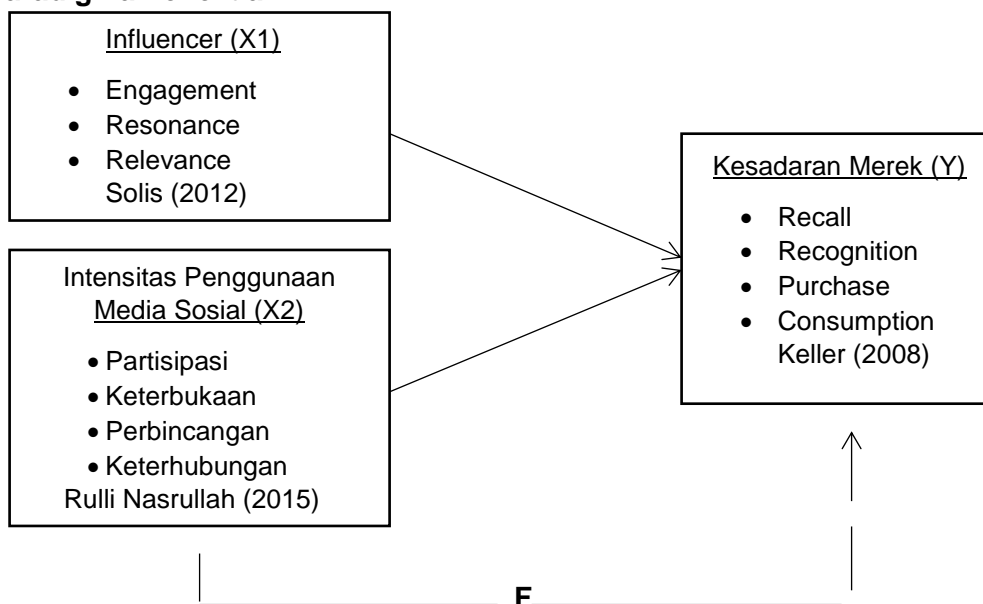 Influencer (X1)
• Engagement
• Resonance
• Relevance
Solis (2012)
Intensitas Penggunaan
Media Sosial (X2)
• Partisipasi
• Keterbukaan
• Perbincangan
• Keterhubungan
Rulli Nasrullah (2015)
Kesadaran Merek (Y)
• Recall
• Recognition
• Purchase
• Consumption
Keller (2008)
F